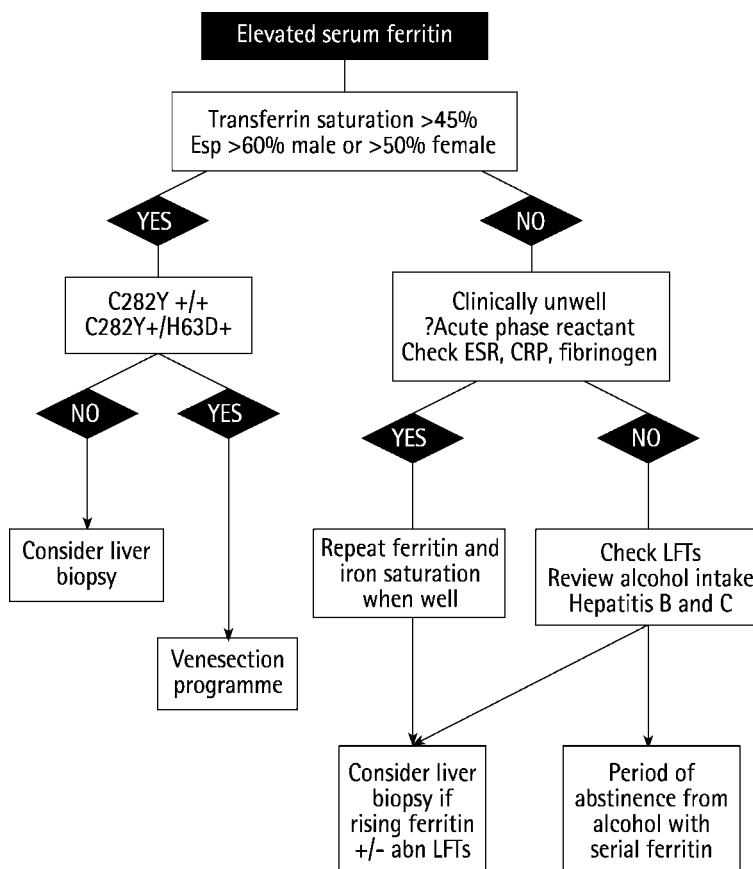 Elevated serum ferritin
Transferrin saturation >45%
Esp >60% male or >50% female
YES
NO
C282Y +/+
C282Y+/H63D+
Clinically unwell
?Acute phase reactant
Check ESR, CRP, fibrinogen
NO
YES
YES
NO
Consider liver
biopsy
Repeat ferritin and
iron saturation
when well
Check LFTs
Review alcohol intake
Hepatitis B and C
Venesection
programme
Consider liver
biopsy if
rising ferritin
+/- abn LFTs
Period of
abstinence from
alcohol with
serial ferritin